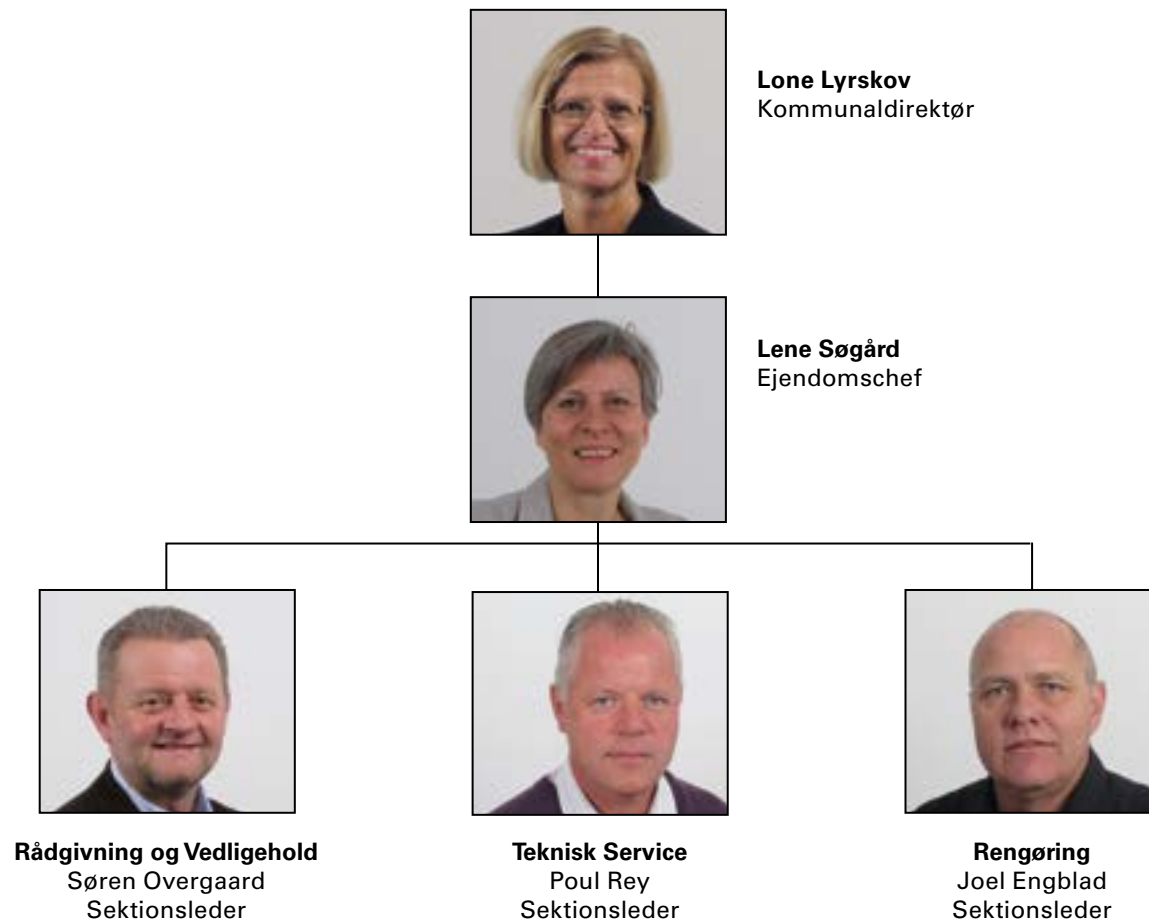 Lone Lyrskov
Kommunaldirektør
Lene Søgård
Ejendomschef
Rådgivning og Vedligehold
Søren Overgaard
Sektionsleder
Teknisk Service
Poul Rey
Sektionsleder
Rengøring
Joel Engblad
Sektionsleder